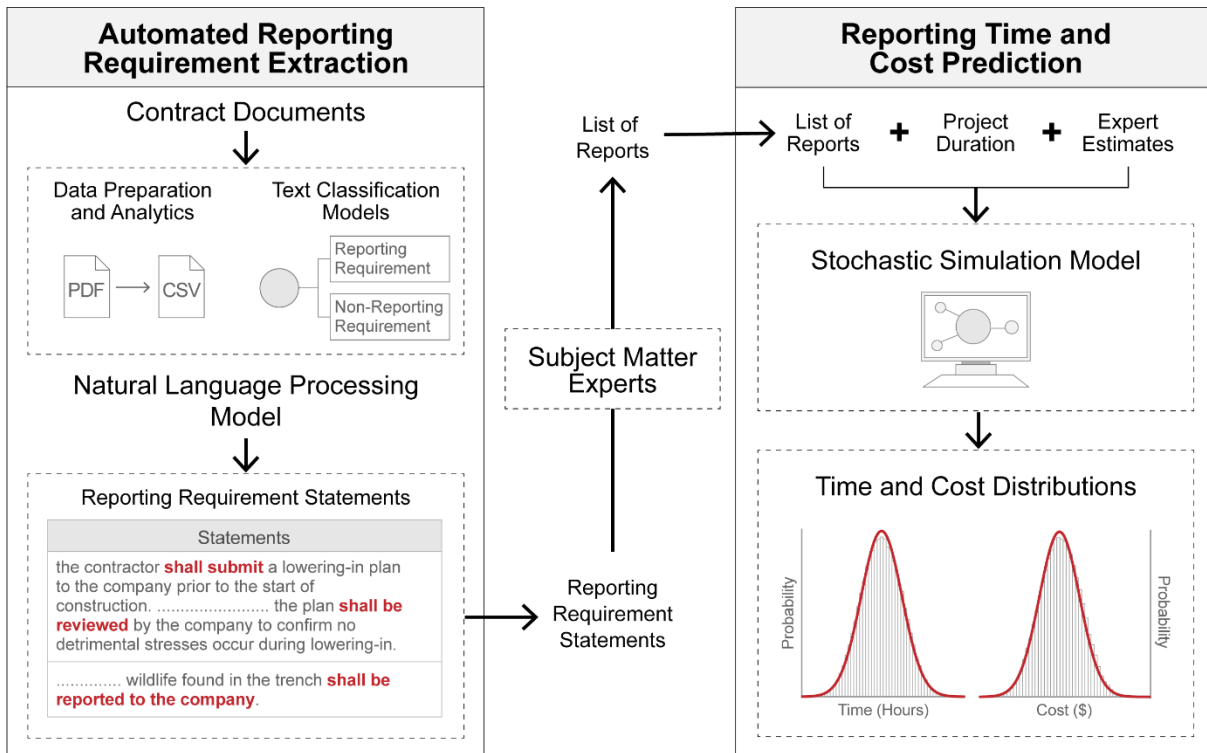 Automated Reporting
Requirement Extraction
Contract Documents
Data Preparation
and Analytics
PDF
CSV
Text Classification
Models
Reporting
Requirement
Non-Reporting
Requirement
Natural Language Processing
Model
Reporting Requirement Statements
Statements
the contractor shall submit a lowering-in plan
to the company prior to the start of
construction. ........................ the plan shall be
reviewed by the company to confirm no
detrimental stresses occur during lowering-in.
.............. wildlife found in the trench shall be
reported to the company.
Reporting
Requirement
Statements
Subject Matter
Experts
List of
Reports
Reporting Time and
Cost Prediction
List of
Reports
+
Project
Duration
+
Expert
Estimates
Stochastic Simulation Model
Time and Cost Distributions
Probability
Time (Hours)
Cost ($)
Probability